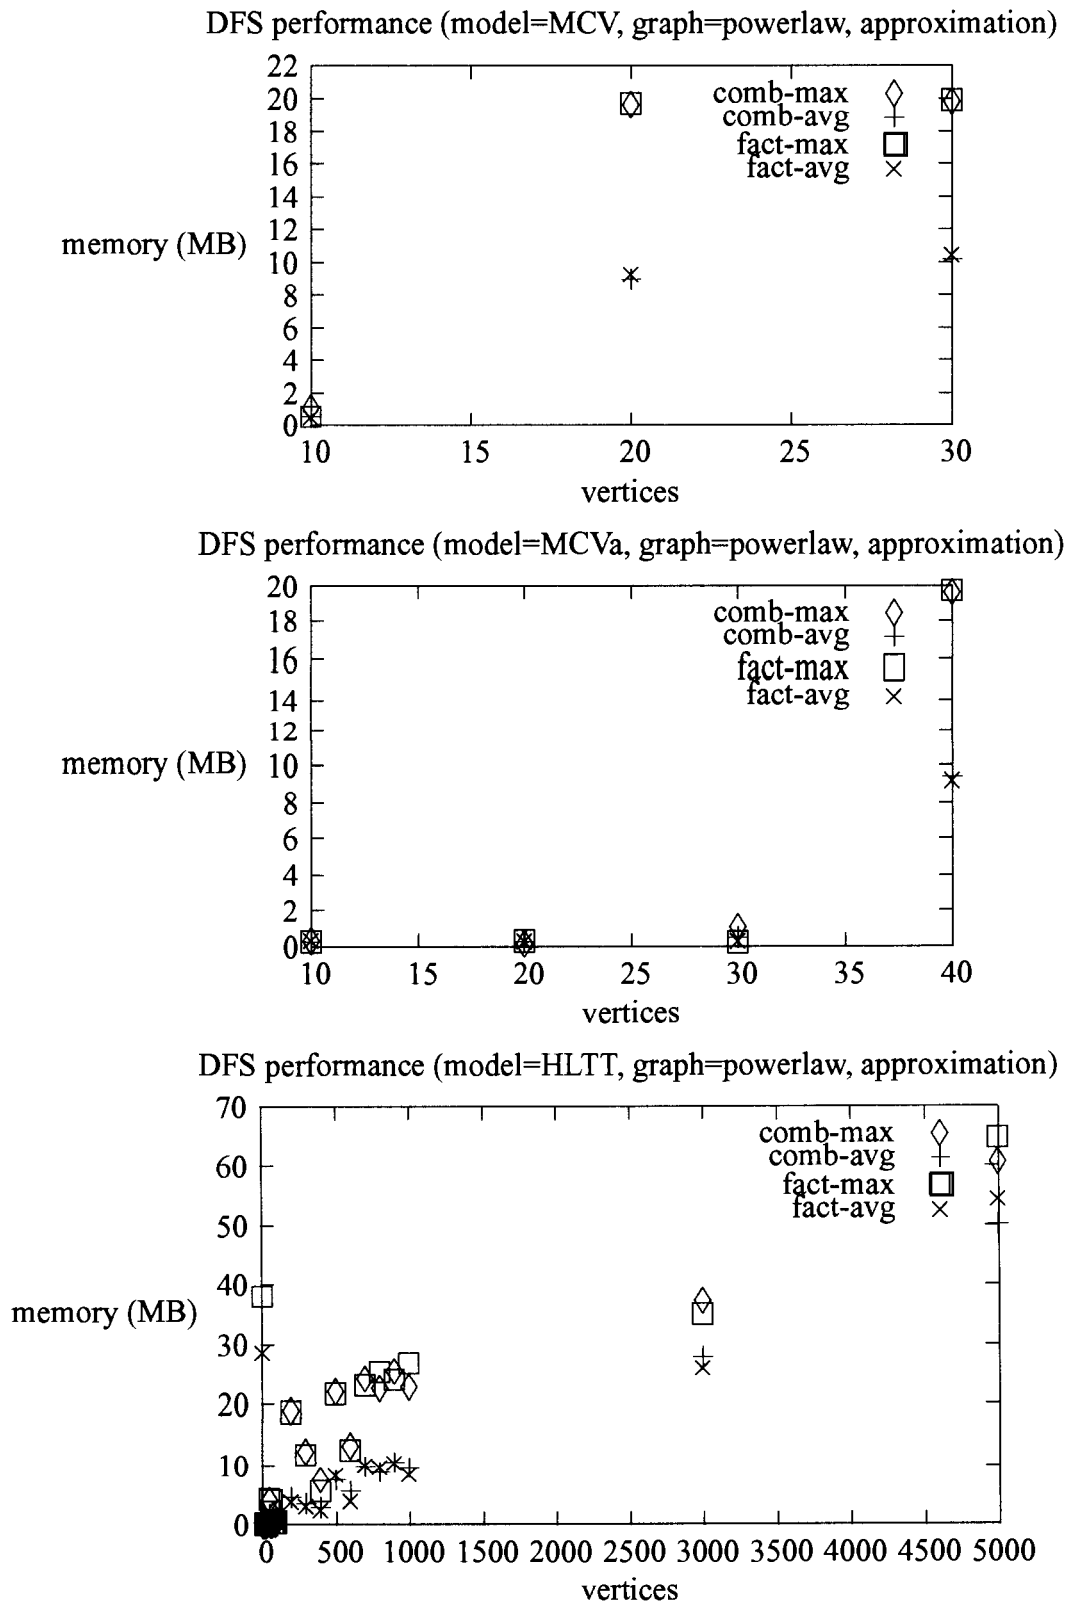 DFS performance (model=MCV, graph=powerlaw, approximation)
22
20
18
16
14
12
10
8
6
4
2
0
memory (MB)
comb-max
comb-avg
fact-max
fact-avg
10 15 20 25 30
vertices
DFS performance (model=MCVa, graph=powerlaw, approximation)
20
18
16
14
12
10
8
6
4
2
0
memory (MB)
comb-max
comb-avg
fact-max
fact-avg
10 15 20 25 30 35 40
vertices
DFS performance (model=HLTT, graph=powerlaw, approximation)
70
60
50
40
30
20
10
0
memory (MB)
comb-max
comb-avg
fact-max
fact-avg
0 500 1000 1500 2000 2500 3000 3500 4000 4500 5000
vertices